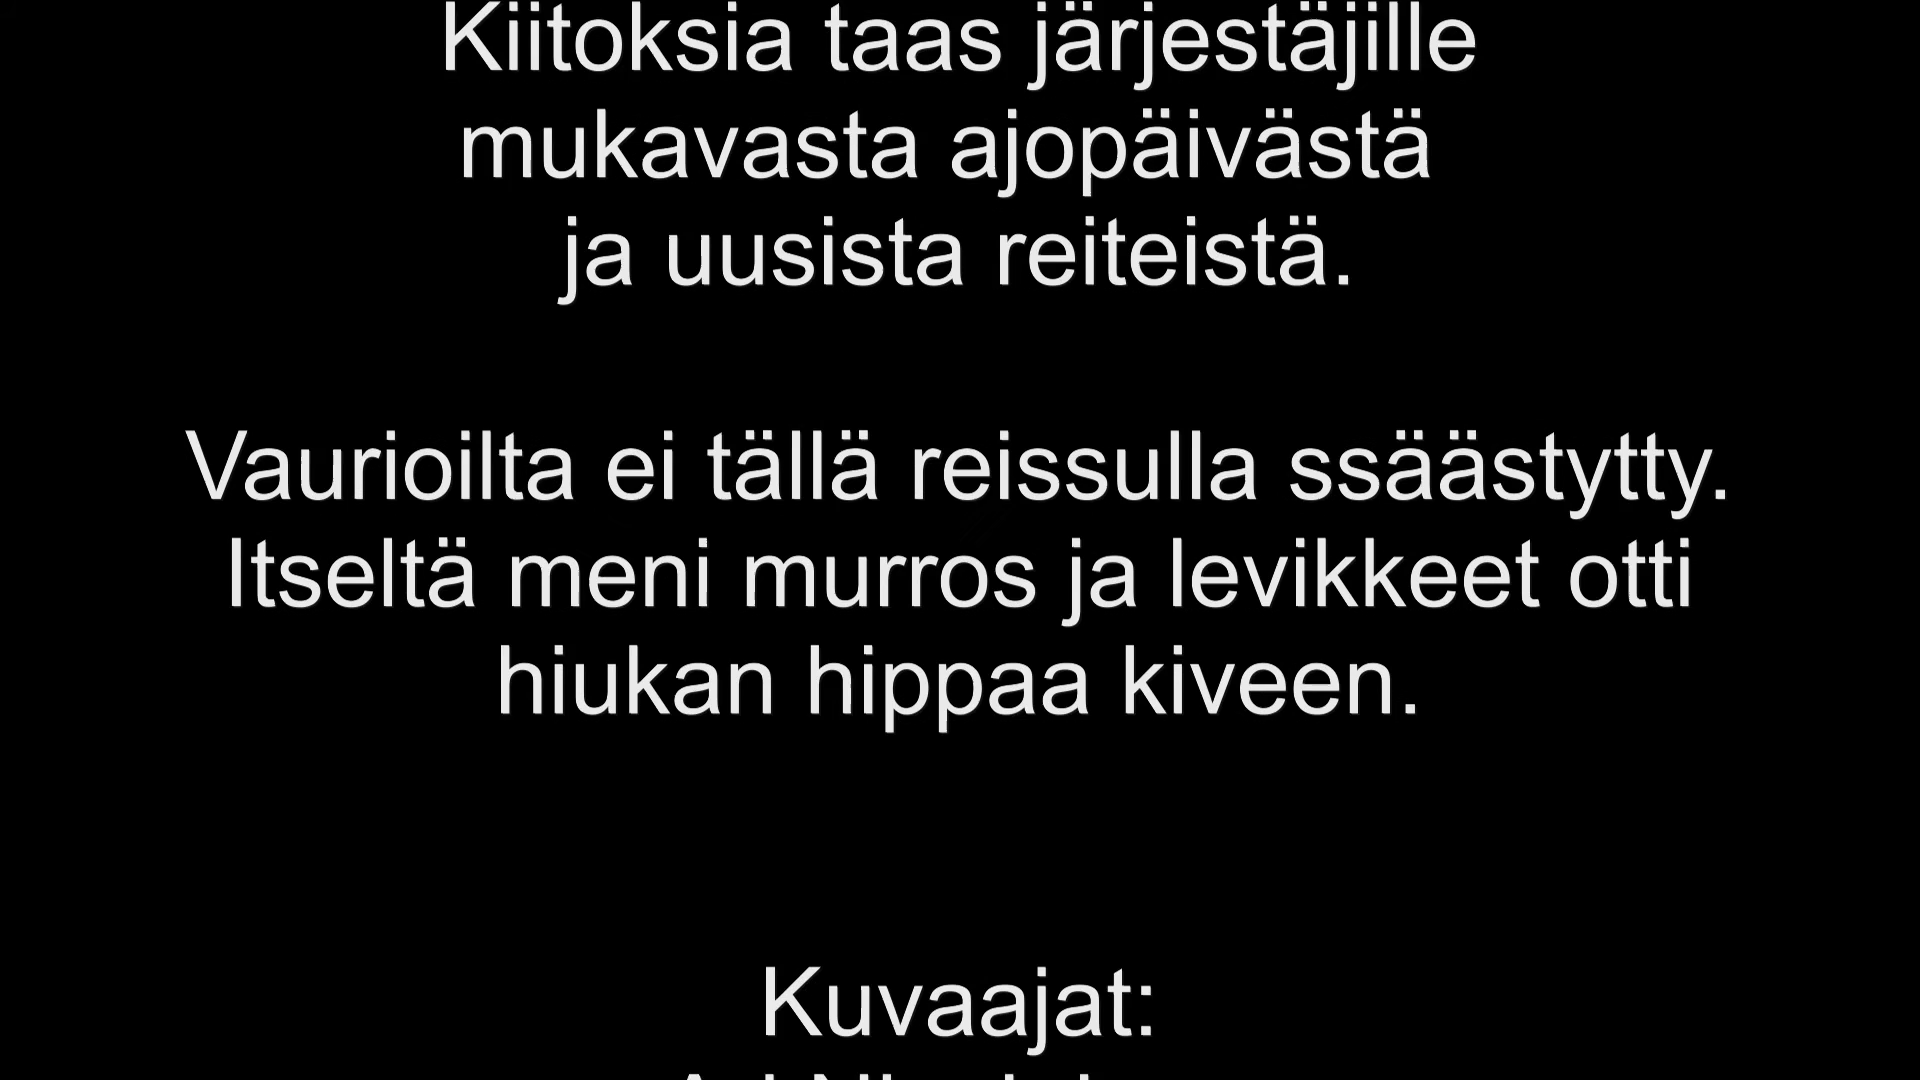 Kiitoksia taas järjestäjille
mukavasta ajopäivästä
ja uusista reiteistä.
Vaurioilta ei tällä reissulla ssäästytty.
Itseltä meni murros ja levikkeet otti
hiukan hippaa kiveen.
Kuvaajat: